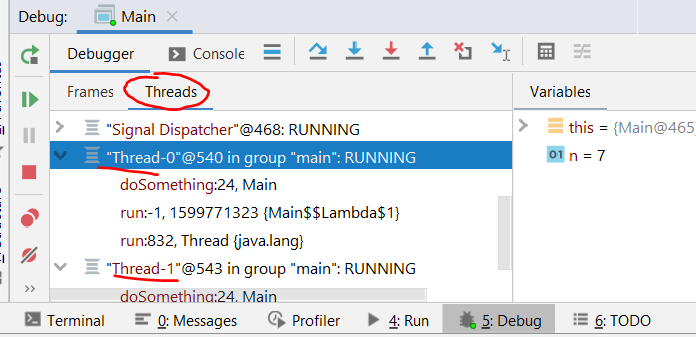 Debug: Main ×
Debugger Console
Frames Threads Variables
"Signal Dispatcher"@468: RUNNING
"Thread-0"@540 in group "main": RUNNING
doSomething:24, Main
run:-1, 1599771323 {Main$$Lambda$1}
run:832, Thread {java.lang}
"Thread-1"@543 in group "main": RUNNING
doSomething:24, Main
this = {Main@465}
01 n = 7
Terminal 0: Messages Profiler 4: Run 5: Debug 6: TODO